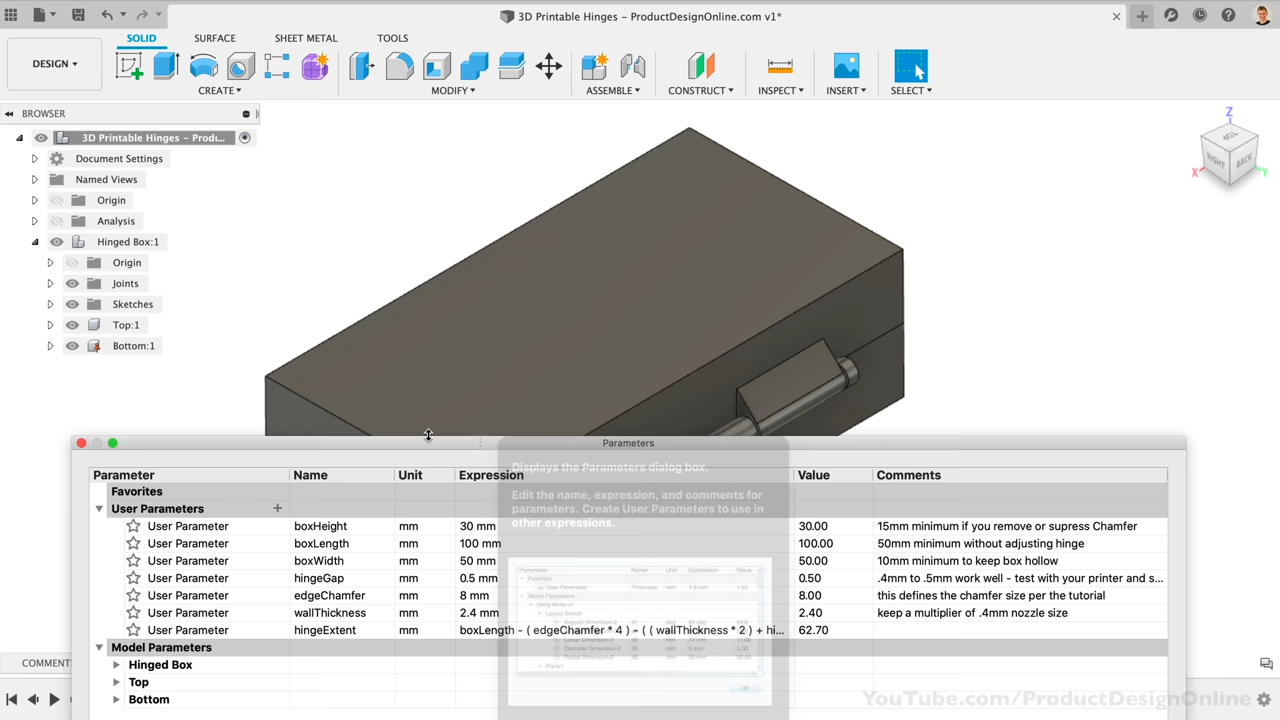 3D Printable Hinges – ProductDesignOnline.com v1*
SOLID
SURFACE
SHEET METAL
TOOLS
DESIGN
CREATE
MODIFY
ASSEMBLE
CONSTRUCT
INSPECT
INSERT
SELECT
BROWSER
3D Printable Hinges – Produ...
Document Settings
Named Views
Origin
Analysis
Hinged Box:1
Origin
Joints
Sketches
Top:1
Bottom:1
Z
TOP
RIGHT
BACK
X
Y
Parameters
Displays the Parameters dialog box.
Edit the name, expression, and comments for
parameters. Create User Parameters to use in
other expressions.
Parameter Name Unit Expression Value Comments
Favorites
User Parameters +
User Parameter boxHeight mm 30 mm 30.00 15mm minimum if you remove or supress Chamfer
User Parameter boxLength mm 100 mm 100.00 50mm minimum without adjusting hinge
User Parameter boxWidth mm 50 mm 50.00 10mm minimum to keep box hollow
User Parameter hingeGap mm 0.5 mm 0.50 .4mm to .5mm work well - test with your printer and s...
User Parameter edgeChamfer mm 8 mm 8.00 this defines the chamfer size per the tutorial
User Parameter wallThickness mm 2.4 mm 2.40 keep a multiplier of .4mm nozzle size
User Parameter hingeExtent mm boxLength - ( edgeChamfer * 4 ) - ( ( wallThickness * 2 ) + hi... 62.70
Model Parameters
Hinged Box
Top
Bottom
COMMENT
YouTube.com/ProductDesignOnline